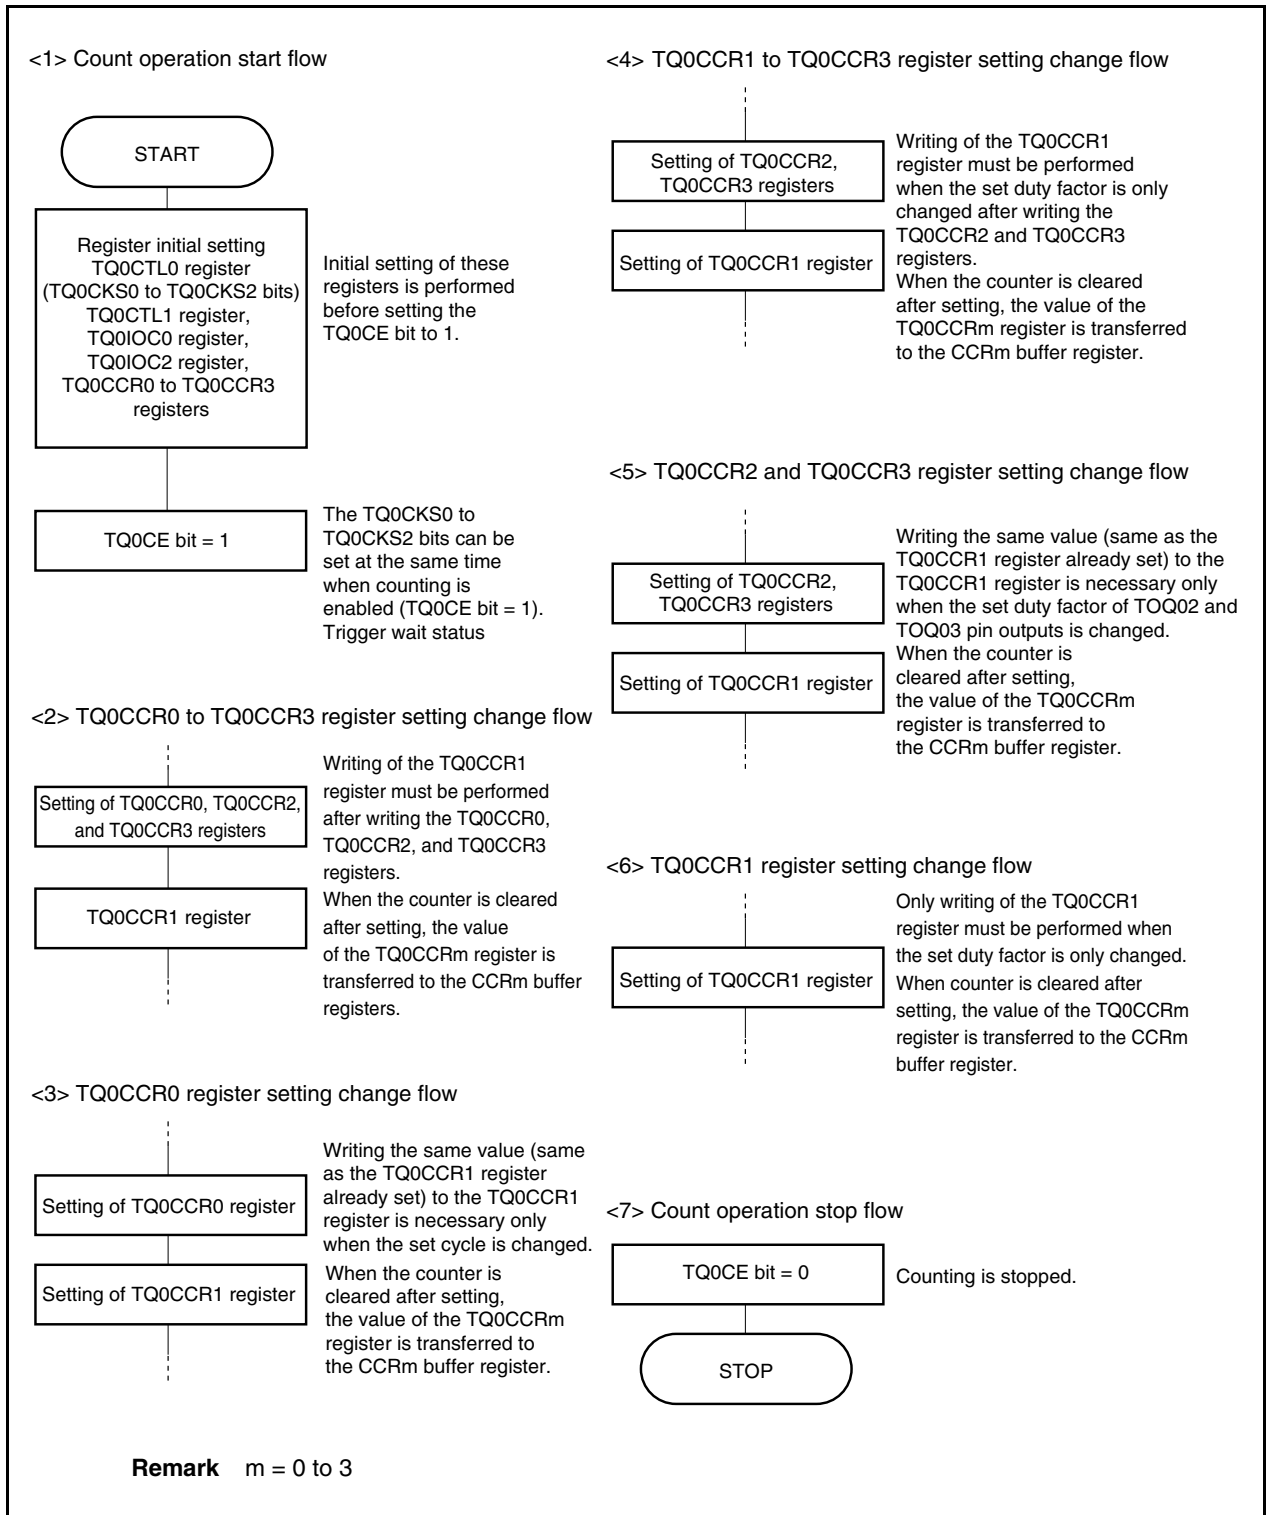 <1> Count operation start flow
START
Register initial setting
TQ0CTL0 register
(TQ0CKS0 to TQ0CKS2 bits)
TQ0CTL1 register,
TQ0IOC0 register,
TQ0IOC2 register,
TQ0CCR0 to TQ0CCR3
registers
Initial setting of these
registers is performed
before setting the
TQ0CE bit to 1.
TQ0CE bit = 1
The TQ0CKS0 to
TQ0CKS2 bits can be
set at the same time
when counting is
enabled (TQ0CE bit = 1).
Trigger wait status
<2> TQ0CCR0 to TQ0CCR3 register setting change flow
Setting of TQ0CCR0, TQ0CCR2,
and TQ0CCR3 registers
TQ0CCR1 register
Writing of the TQ0CCR1
register must be performed
after writing the TQ0CCR0,
TQ0CCR2, and TQ0CCR3
registers.
When the counter is cleared
after setting, the value
of the TQ0CCRm register is
transferred to the CCRm buffer
registers.
<3> TQ0CCR0 register setting change flow
Setting of TQ0CCR0 register
Setting of TQ0CCR1 register
Writing the same value (same
as the TQ0CCR1 register
already set) to the TQ0CCR1
register is necessary only
when the set cycle is changed.
When the counter is
cleared after setting,
the value of the TQ0CCRm
register is transferred to
the CCRm buffer register.
<4> TQ0CCR1 to TQ0CCR3 register setting change flow
Setting of TQ0CCR2,
TQ0CCR3 registers
Setting of TQ0CCR1 register
Writing of the TQ0CCR1
register must be performed
when the set duty factor is only
changed after writing the
TQ0CCR2 and TQ0CCR3
registers.
When the counter is cleared
after setting, the value of the
TQ0CCRm register is transferred
to the CCRm buffer register.
<5> TQ0CCR2 and TQ0CCR3 register setting change flow
Setting of TQ0CCR2,
TQ0CCR3 registers
Setting of TQ0CCR1 register
Writing the same value (same as the
TQ0CCR1 register already set) to the
TQ0CCR1 register is necessary only
when the set duty factor of TOQ02 and
TOQ03 pin outputs is changed.
When the counter is
cleared after setting,
the value of the TQ0CCRm
register is transferred to
the CCRm buffer register.
<6> TQ0CCR1 register setting change flow
Setting of TQ0CCR1 register
Only writing of the TQ0CCR1
register must be performed when
the set duty factor is only changed.
When counter is cleared after
setting, the value of the TQ0CCRm
register is transferred to the CCRm
buffer register.
<7> Count operation stop flow
TQ0CE bit = 0
Counting is stopped.
STOP
Remark m = 0 to 3